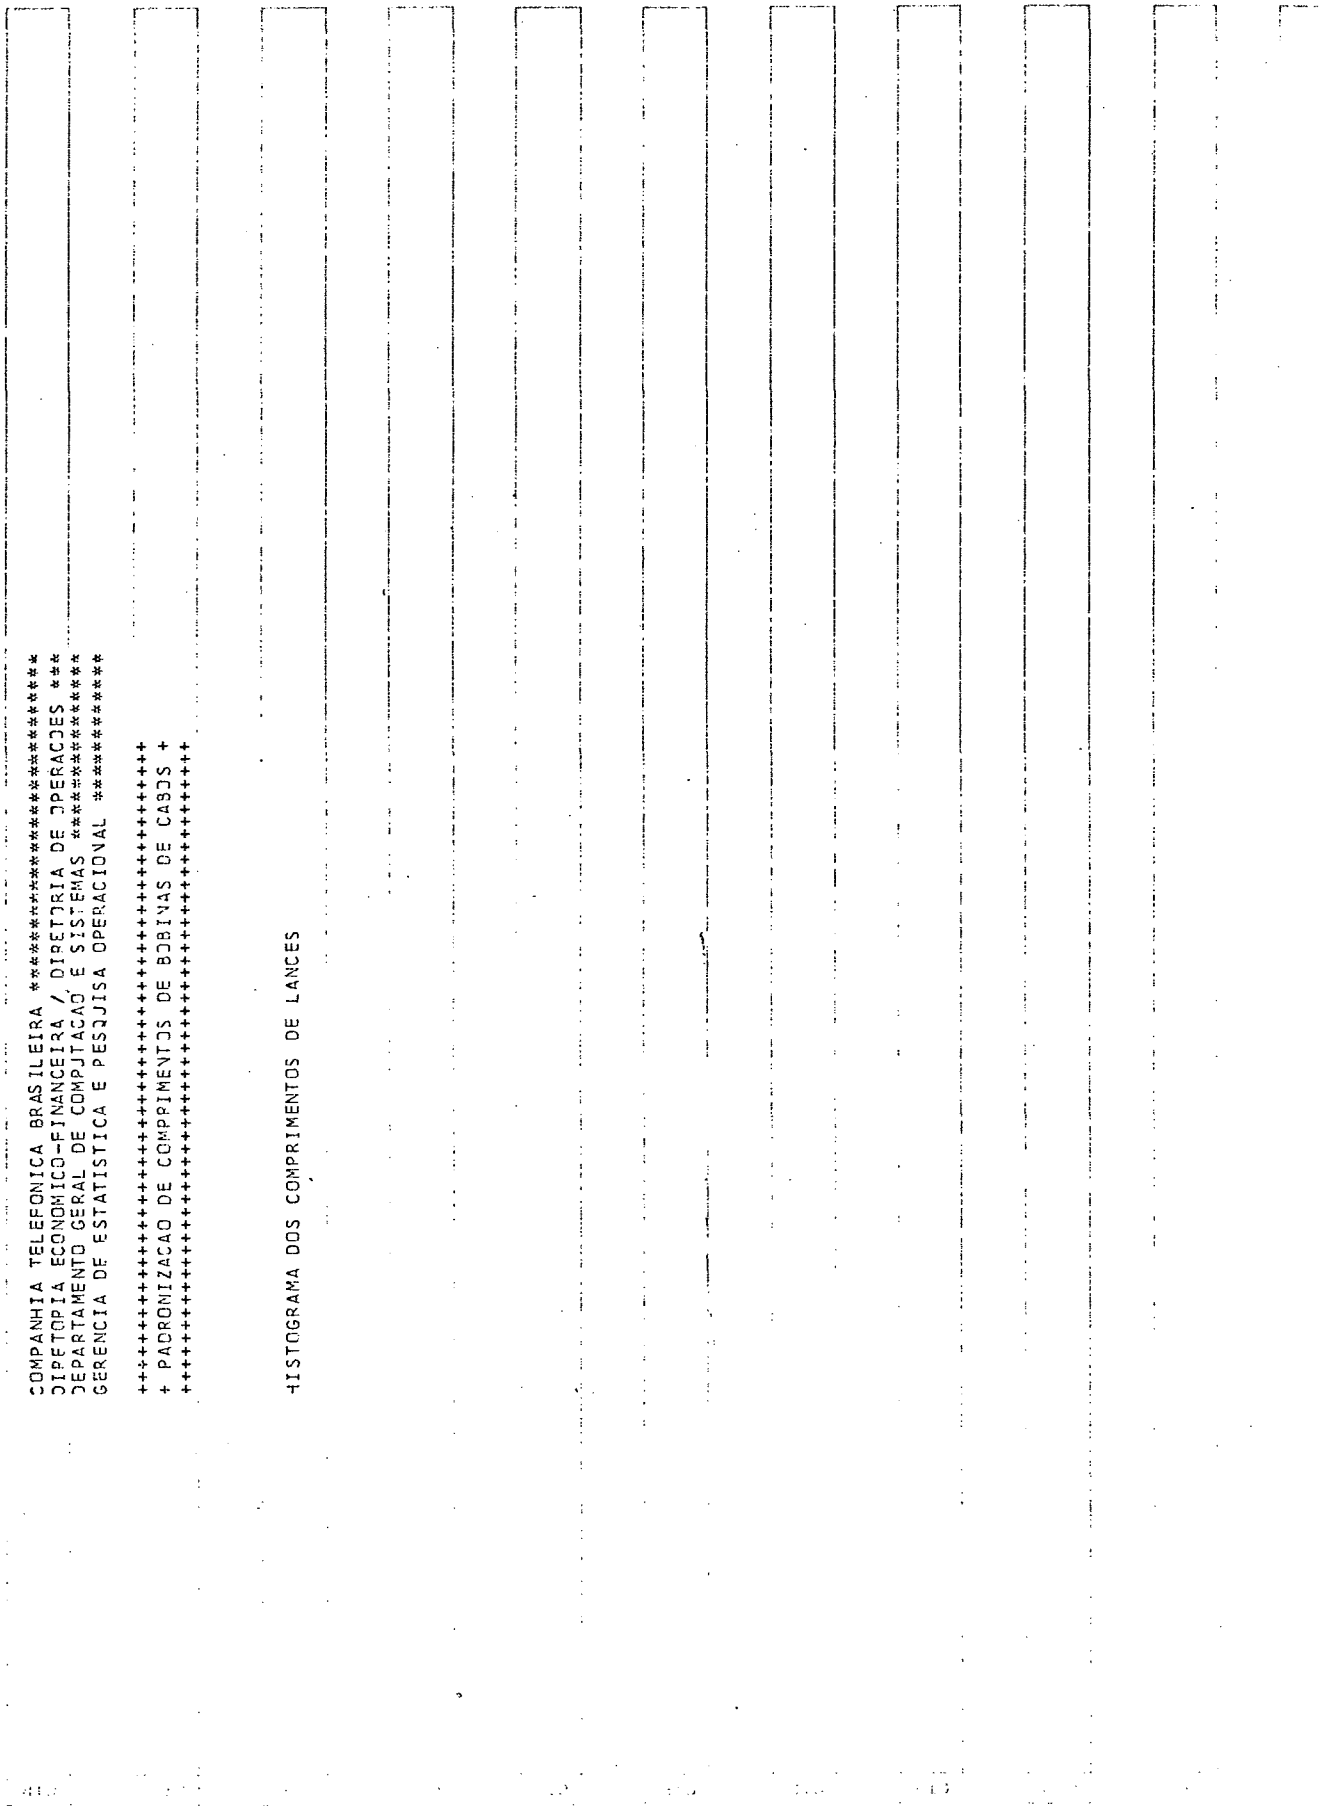 COMPANHIA TELEFONICA BRASILEIRA *******************************
DIRETORIA ECONOMICO-FINANCEIRA / DIRETORIA DE OPERACOES ***
DEPARTAMENTO GERAL DE COMPUTACAO E SISTEMAS ***************
GERENCIA DE ESTATISTICA E PESQUISA OPERACIONAL ************
++++++++++++++++++++++++++++++++++++++++++++++++++++
+ PADRONIZACAO DE COMPRIMENTOS DE BOBINAS DE CABOS +
++++++++++++++++++++++++++++++++++++++++++++++++++++
HISTOGRAMA DOS COMPRIMENTOS DE LANCES